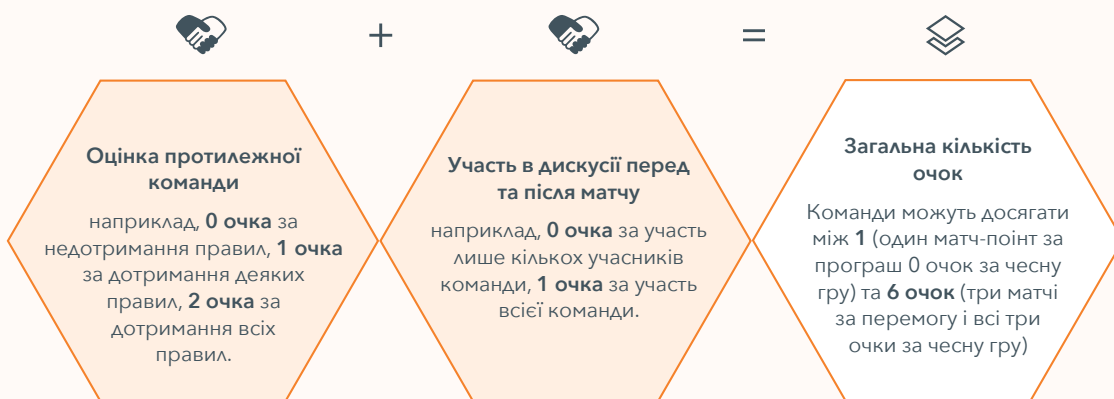 +
=
Оцінка протилежної
команди
наприклад, 0 очка за
недотримання правил, 1 очка
за дотримання деяких
правил, 2 очка за
дотримання всіх
правил.
Участь в дискусії перед
та після матчу
наприклад, 0 очка за участь
лише кількох учасників
команди, 1 очка за участь
всієї команди.
Загальна кількість
очок
Команди можуть досягати
між 1 (один матч-поінт за
програш 0 очок за чесну
гру) та 6 очок (три матчі
за перемогу і всі три
очки за чесну гру)